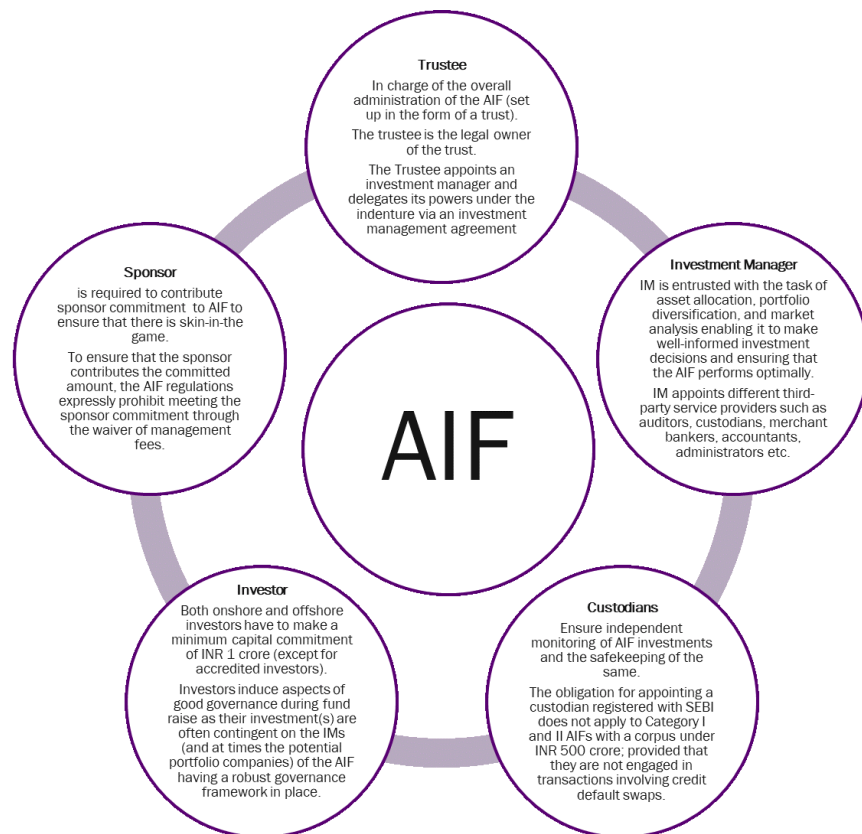 Trustee
In charge of the overall
administration of the AIF (set
up in the form of a trust).
The trustee is the legal owner
of the trust.
The Trustee appoints an
investment manager and
delegates its powers under the
indenture via an investment
management agreement
Sponsor
is required to contribute
sponsor commitment to AIF to
ensure that there is skin-in-the
game.
To ensure that the sponsor
contributes the committed
amount, the AIF regulations
expressly prohibit meeting the
sponsor commitment through
the waiver of management
fees.
Investment Manager
IM is entrusted with the task of
asset allocation, portfolio
diversification, and market
analysis enabling it to make
well-informed investment
decisions and ensuring that
the AIF performs optimally.
IM appoints different third-
party service providers such as
auditors, custodians, merchant
bankers, accountants,
administrators etc.
AIF
Investor
Both onshore and offshore
investors have to make a
minimum capital commitment
of INR 1 crore (except for
accredited investors).
Investors induce aspects of
good governance during fund
raise as their investment(s) are
often contingent on the IMs
(and at times the potential
portfolio companies) of the AIF
having a robust governance
framework in place.
Custodians
Ensure independent
monitoring of AIF investments
and the safekeeping of the
same.
The obligation for appointing a
custodian registered with SEBI
does not apply to Category I
and II AIFs with a corpus under
INR 500 crore; provided that
they are not engaged in
transactions involving credit
default swaps.